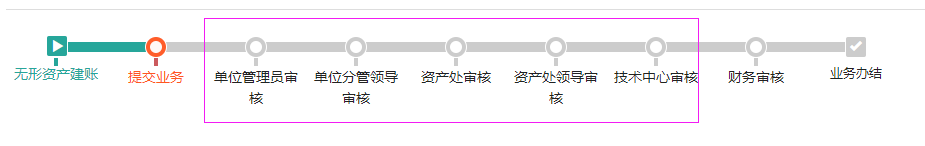 无形资产建账
提交业务
单位管理员审
核
单位分管领导
审核
资产处审核
资产处领导审
核
技术中心审核
财务审核
业务办结